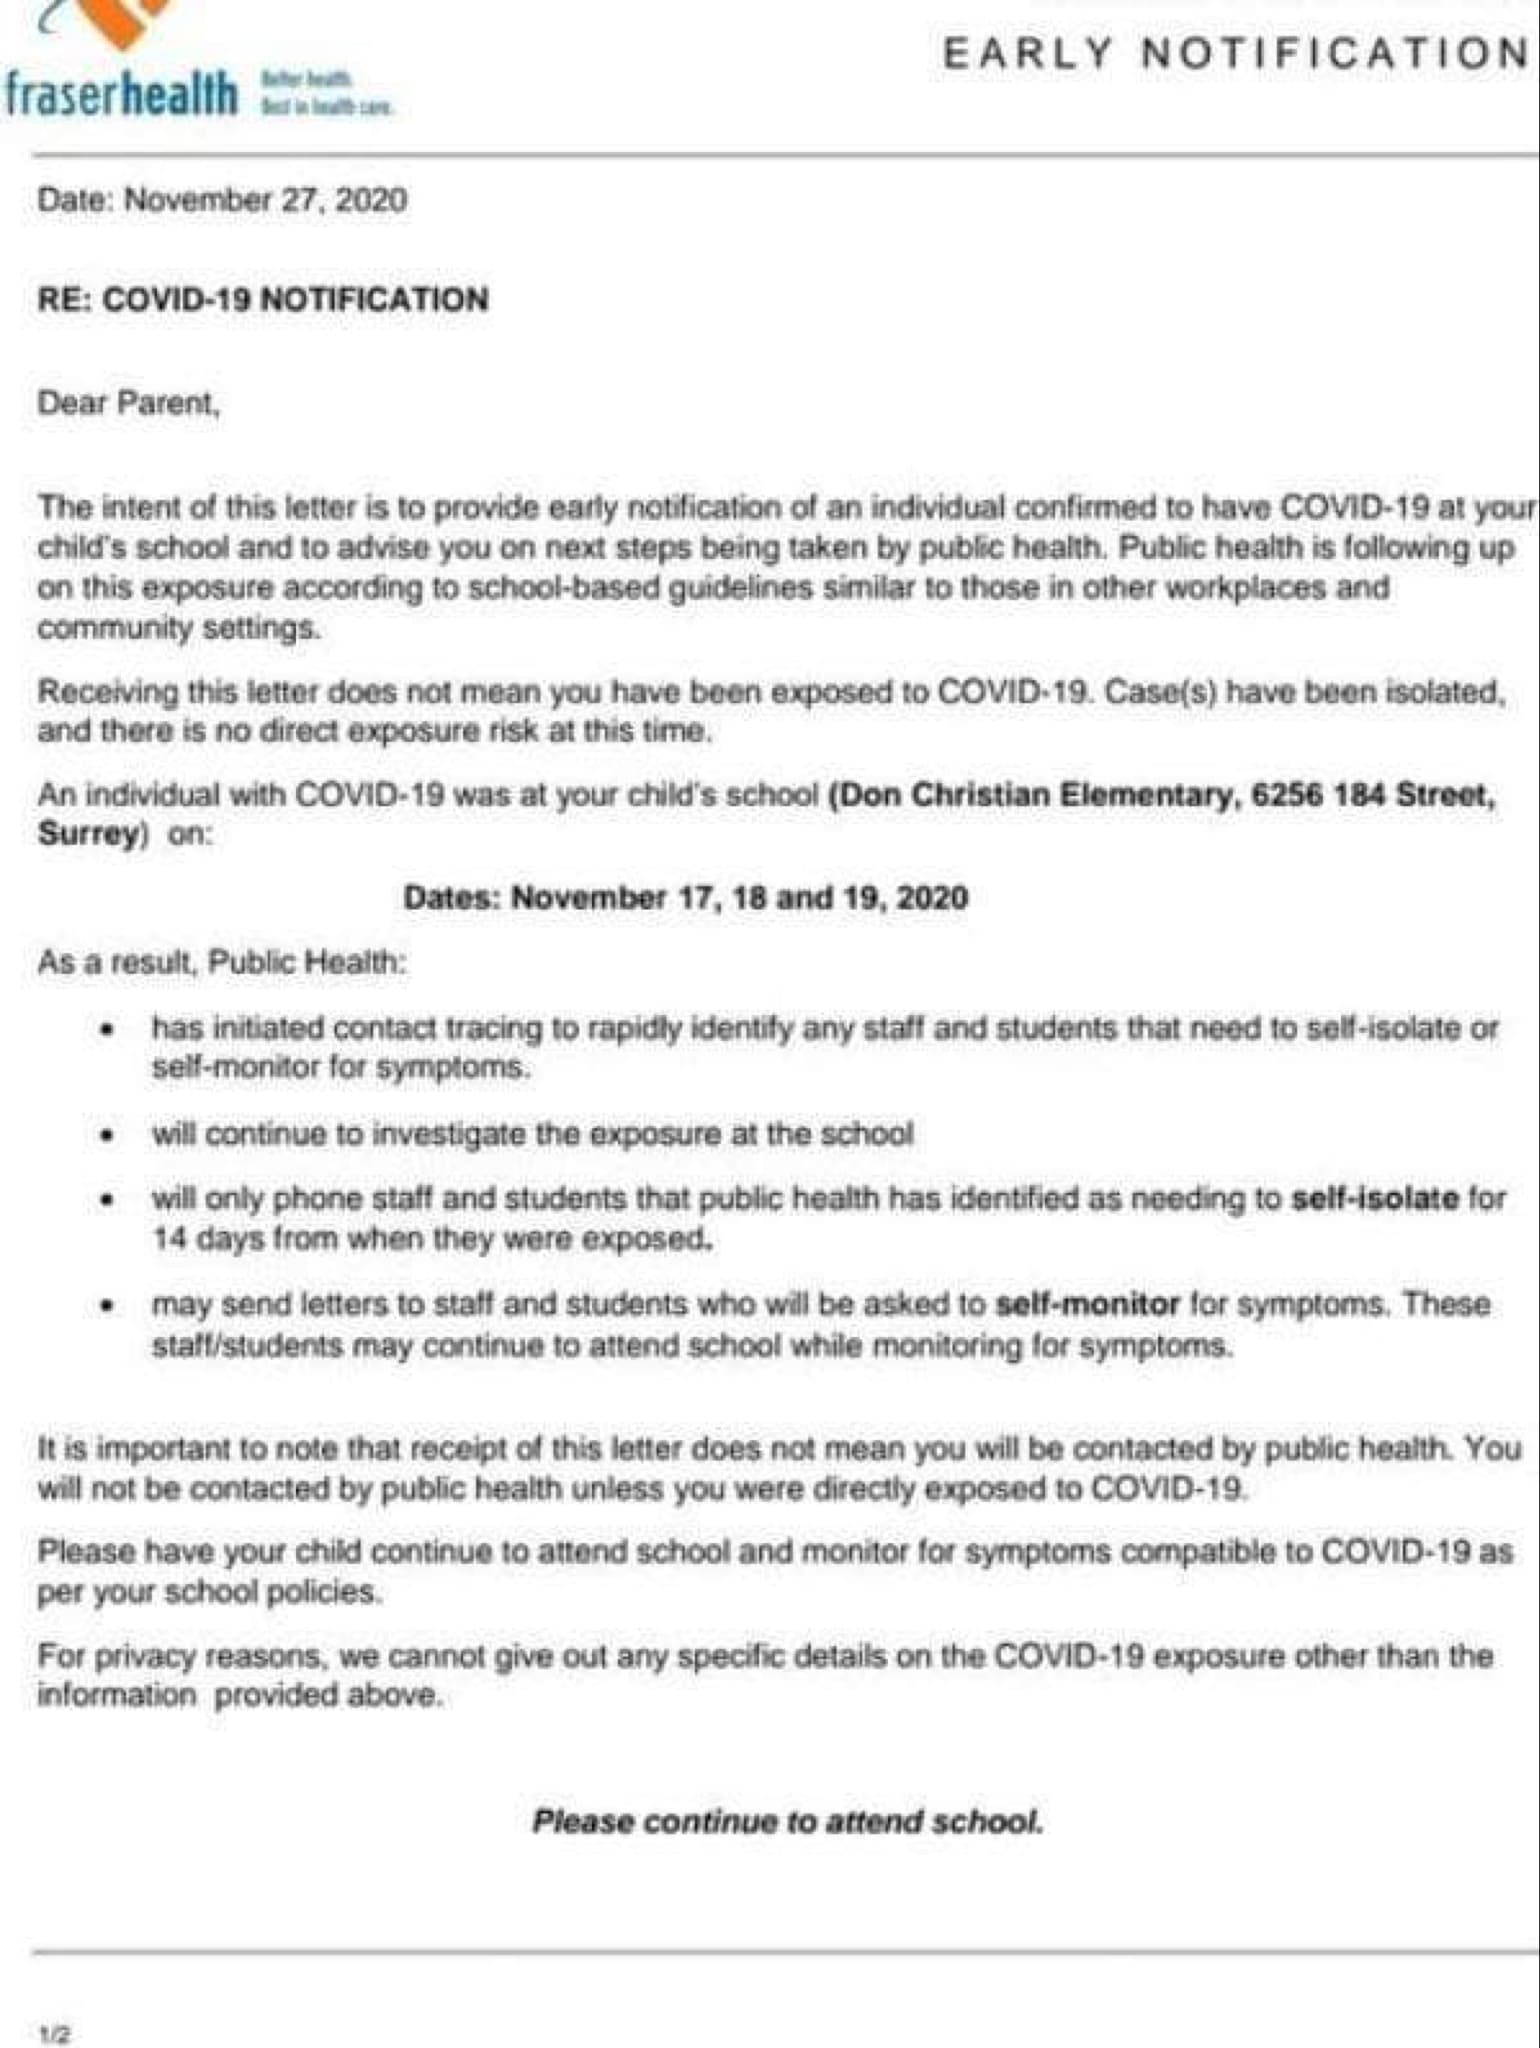 EARLY NOTIFICATION
fraserhealth
Better health.
Best in health care.
Date: November 27, 2020
RE: COVID-19 NOTIFICATION
Dear Parent,
The intent of this letter is to provide early notification of an individual confirmed to have COVID-19 at your
child's school and to advise you on next steps being taken by public health. Public health is following up
on this exposure according to school-based guidelines similar to those in other workplaces and
community settings.
Receiving this letter does not mean you have been exposed to COVID-19. Case(s) have been isolated,
and there is no direct exposure risk at this time.
An individual with COVID-19 was at your child's school (Don Christian Elementary, 6256 184 Street,
Surrey) on:
Dates: November 17, 18 and 19, 2020
As a result, Public Health:
• has initiated contact tracing to rapidly identify any staff and students that need to self-isolate or
self-monitor for symptoms.
• will continue to investigate the exposure at the school
• will only phone staff and students that public health has identified as needing to self-isolate for
14 days from when they were exposed.
• may send letters to staff and students who will be asked to self-monitor for symptoms. These
staff/students may continue to attend school while monitoring for symptoms.
It is important to note that receipt of this letter does not mean you will be contacted by public health. You
will not be contacted by public health unless you were directly exposed to COVID-19.
Please have your child continue to attend school and monitor for symptoms compatible to COVID-19 as
per your school policies.
For privacy reasons, we cannot give out any specific details on the COVID-19 exposure other than the
information provided above.
Please continue to attend school.
1/2